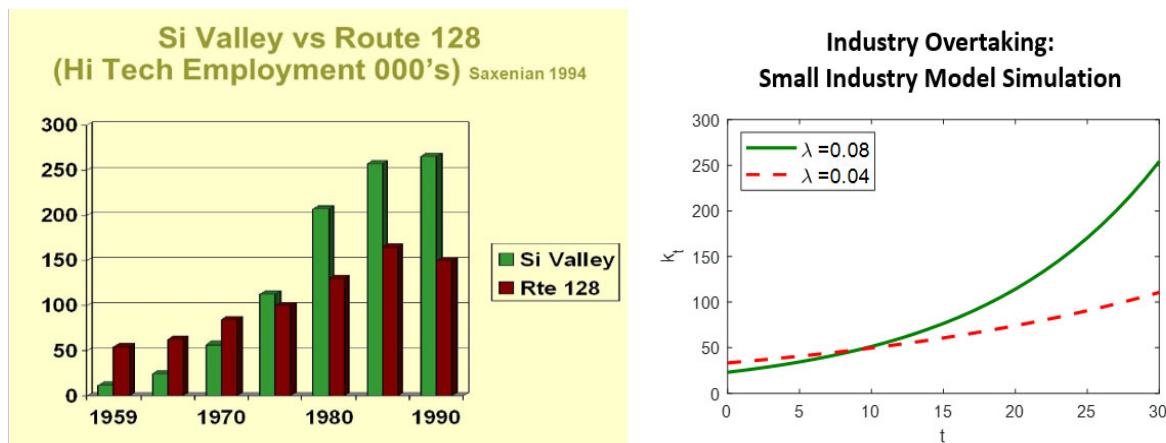 Si Valley vs Route 128
(Hi Tech Employment 000's) Saxenian 1994
300
250
200
150
100
50
0
1959
1970
1980
1990
Si Valley
Rte 128
Industry Overtaking:
Small Industry Model Simulation
300
250
200
150
100
50
0
k_t
λ =0.08
λ =0.04
0
5
10
15
20
25
30
t